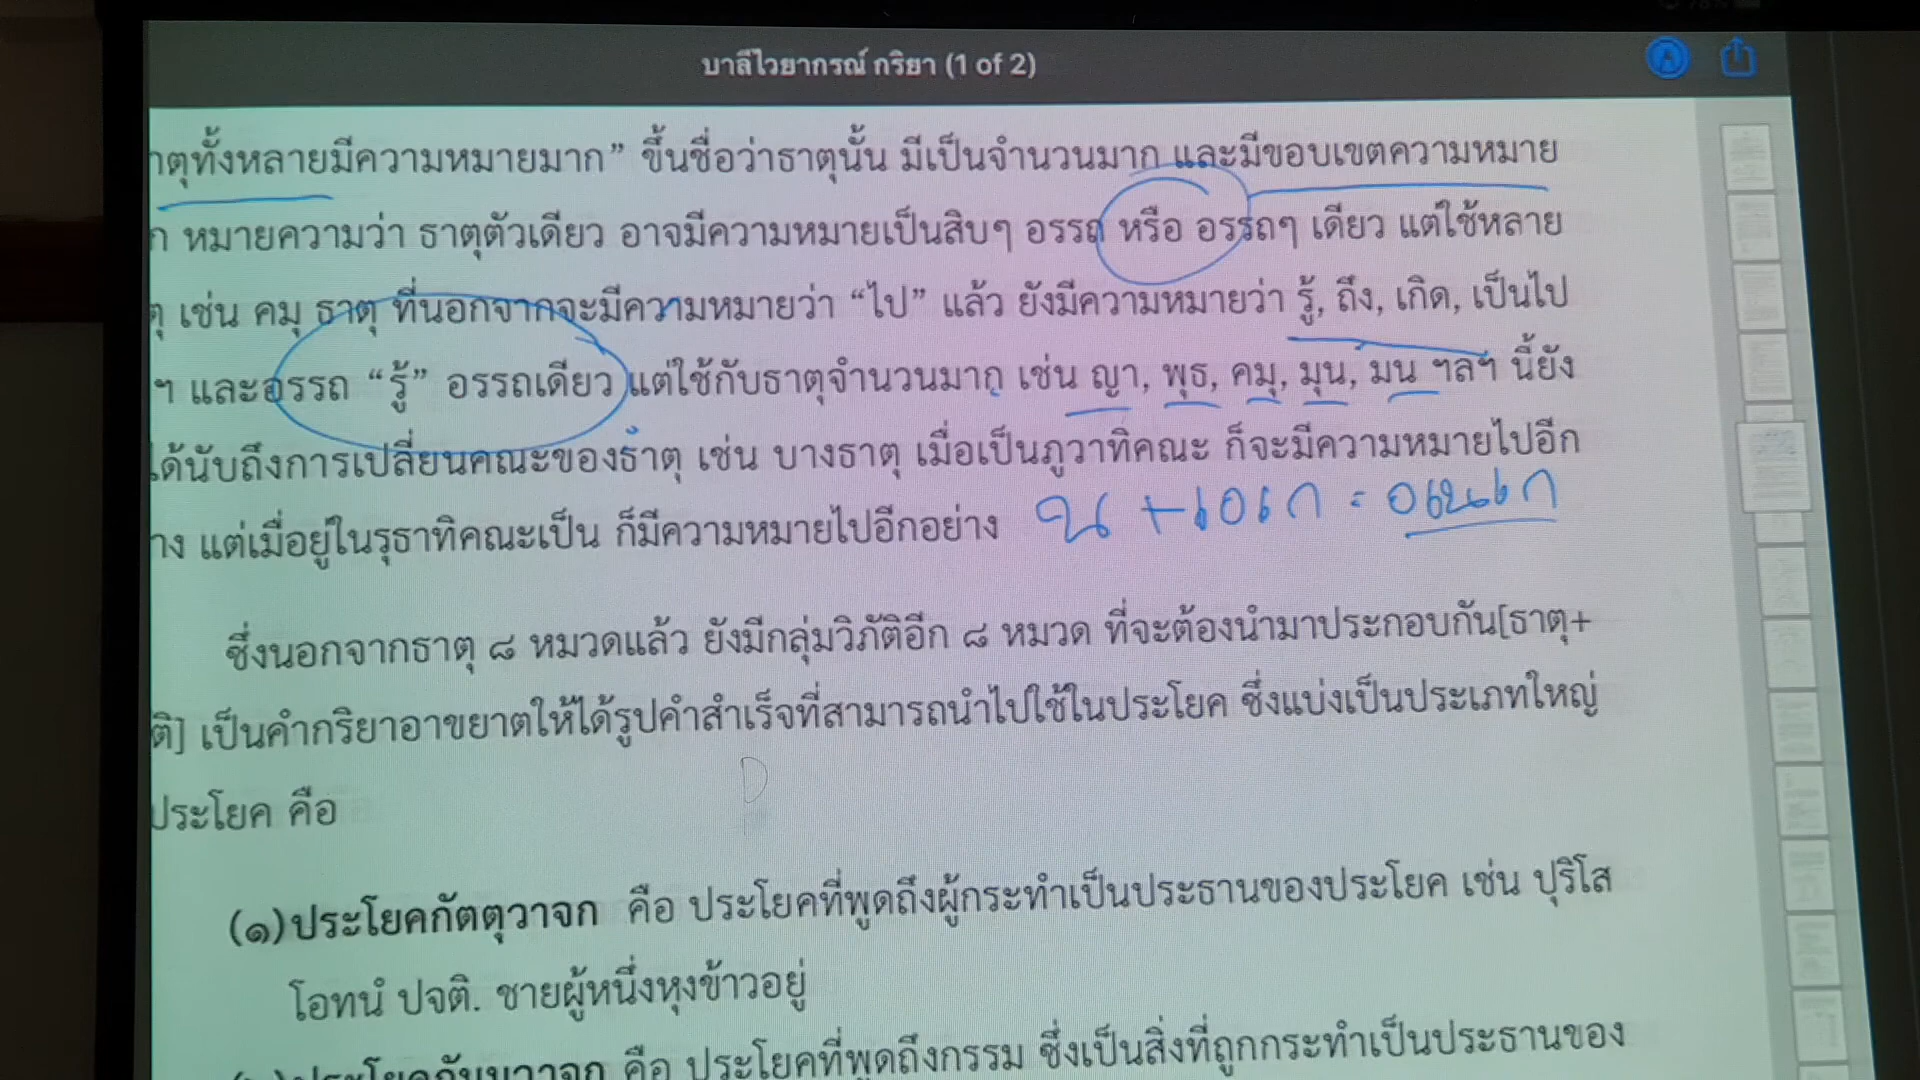 บาลีไวยากรณ์ กริยา (1 of 2)
าตุทั้งหลายมีความหมายมาก” ขึ้นชื่อว่าธาตุนั้น มีเป็นจำนวนมาก และมีขอบเขตความหมาย
ก หมายความว่า ธาตุตัวเดียว อาจมีความหมายเป็นสิบๆ อรรถ หรือ อรรถๆ เดียว แต่ใช้หลาย
ตุ เช่น คมุ ธาตุ ที่นอกจากจะมีความหมายว่า “ไป” แล้ว ยังมีความหมายว่า รู้, ถึง, เกิด, เป็นไป
ฯ และอรรถ “รู้” อรรถเดียว แต่ใช้กับธาตุจำนวนมาก เช่น ญา, พุธ, คมุ, มุน, มน ฯลฯ นี้ยัง
ได้นับถึงการเปลี่ยนคณะของธาตุ เช่น บางธาตุ เมื่อเป็นภูวาทิคณะ ก็จะมีความหมายไปอีก
าง แต่เมื่อยู่ในรุธาทิคณะเป็น ก็มีความหมายไปอีกอย่าง น + เอเก = อเนเก
ซึ่งนอกจากธาตุ ๘ หมวดแล้ว ยังมีกลุ่มวิภัติอีก ๘ หมวด ที่จะต้องนำมาประกอบกัน[ธาตุ+
ติ] เป็นคำกริยาอาขยาตให้ได้รูปคำสำเร็จที่สามารถนำไปใช้ในประโยค ซึ่งแบ่งเป็นประเภทใหญ่
ประโยค คือ
(๑) ประโยคกัตตุวาจก คือ ประโยคที่พูดถึงผู้กระทำเป็นประธานของประโยค เช่น ปุริโส
โอทนํ ปจติ. ชายผู้หนึ่งหุงข้าวอยู่
คือ ประโยคที่พูดถึงกรรม ซึ่งเป็นสิ่งที่ถูกกระทำเป็นประธานของ